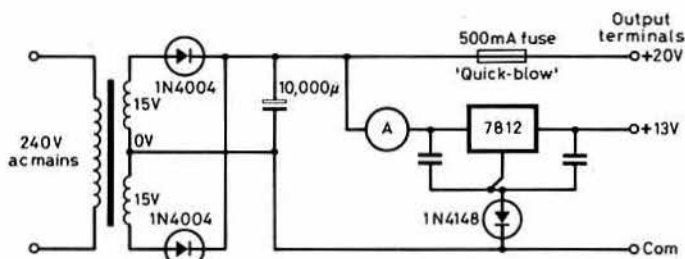 Output
terminals
500mA fuse
+20V
'Quick-blow'
1N4004
10,000μ
15V
A
7812
+13V
240V
ac mains
0V
15V
1N4004
1N4148
Com